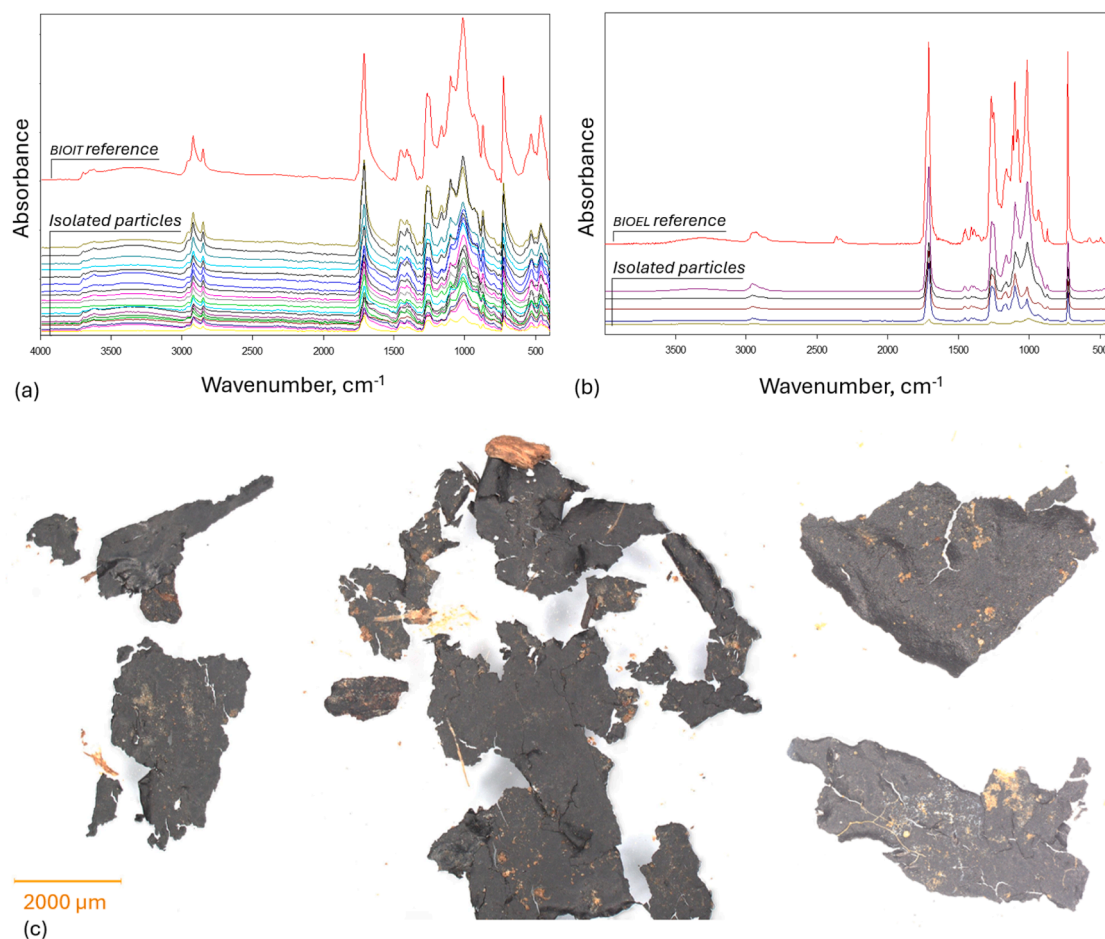 Absorbance
BIOIT reference
Isolated particles
4000 3500 3000 2500 2000 1500 1000 500
Wavenumber, cm-1
(a)
Absorbance
BIOEL reference
Isolated particles
3500 3000 2500 2000 1500 1000 500
Wavenumber, cm-1
(b)
2000 µm
(c)